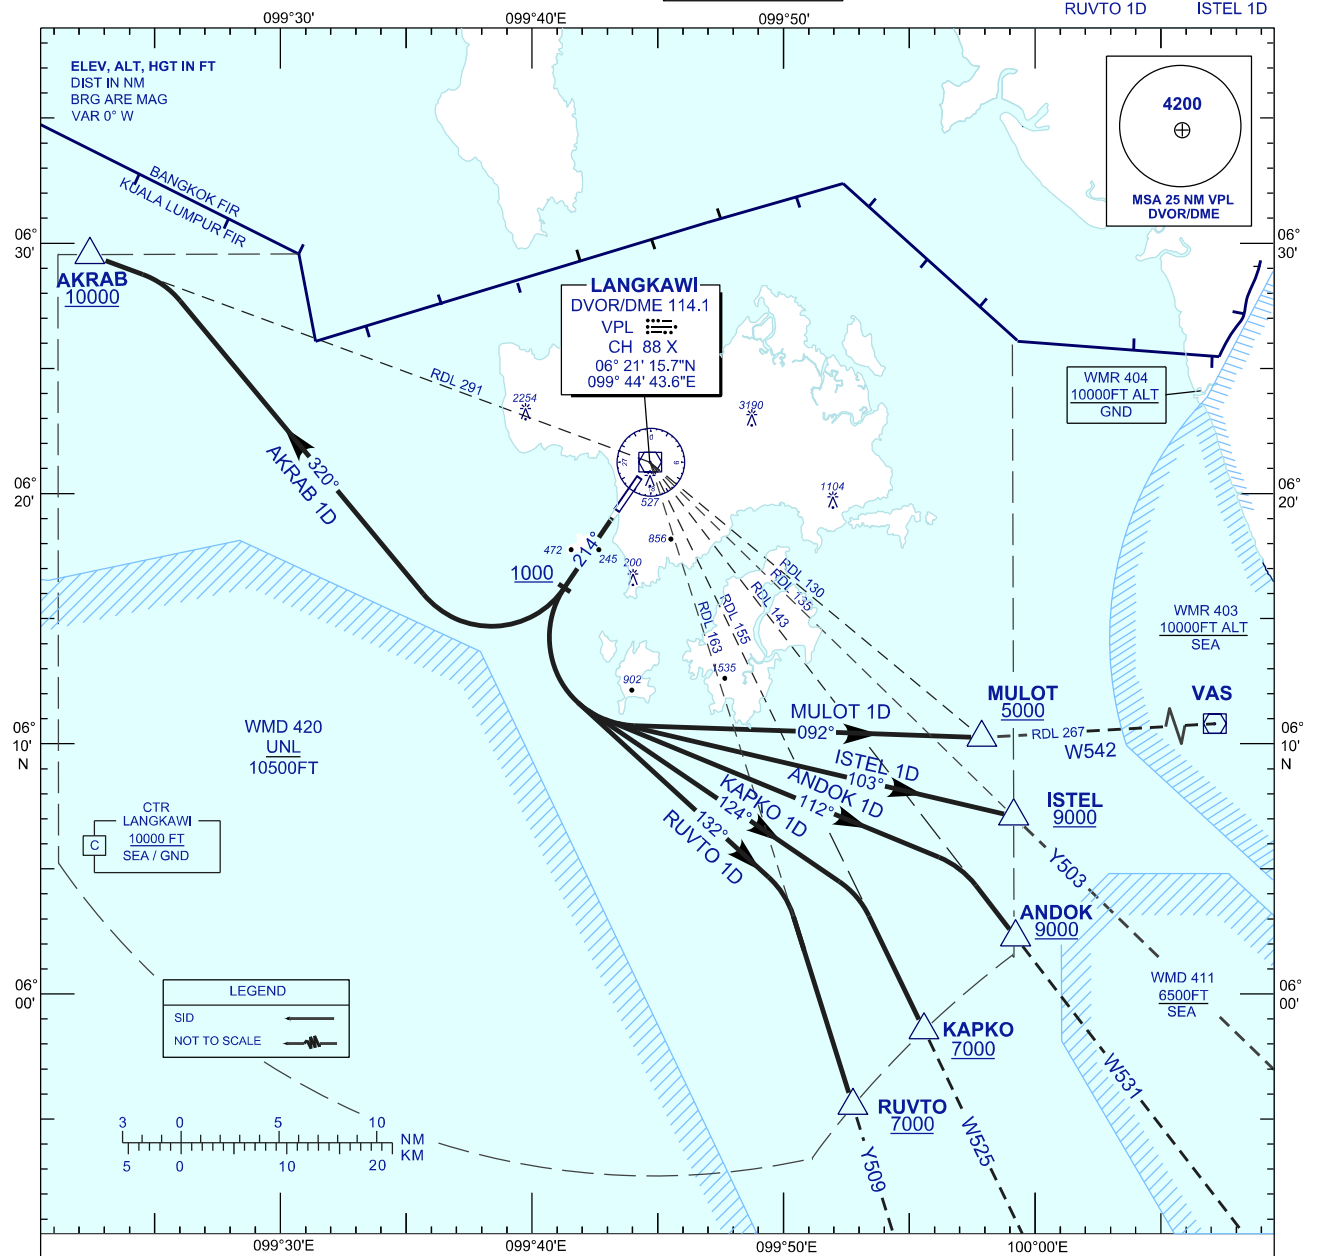 RUVTO 1D
ISTEL 1D
099°30'
099°40'E
099°50'
ELEV, ALT, HGT IN FT
DIST IN NM
BRG ARE MAG
VAR 0° W
4200
MSA 25 NM VPL
DVOR/DME
BANGKOK FIR
KUALA LUMPUR FIR
06°
30'
06°
30'
AKRAB
10000
LANGKAWI
DVOR/DME 114.1
VPL
CH 88 X
06° 21' 15.7"N
099° 44' 43.6"E
RDL 291
2254
3190
WMR 404
10000FT ALT
GND
0
27
9
18
320°
AKRAB 1D
06°
20'
06°
20'
527
1104
856
214°
472
245
200
1000
RDL 130
RDL 135
RDL 143
RDL 155
RDL 163
WMR 403
10000FT ALT
SEA
902
1535
MULOT
5000
VAS
MULOT 1D
092°
RDL 267
W542
06°
10'
N
06°
10'
N
WMD 420
UNL
10500FT
ISTEL 1D
103°
ANDOK 1D
112°
KAPKO 1D
124°
RUVTO 1D
132°
ISTEL
9000
CTR
LANGKAWI
10000 FT
SEA / GND
C
Y503
ANDOK
9000
WMD 411
6500FT
SEA
06°
00'
06°
00'
LEGEND
SID
NOT TO SCALE
KAPKO
7000
W531
RUVTO
7000
W525
Y509
3 0 5 10 NM
5 0 10 20 KM
099°30'E
099°40'E
099°50'E
100°00'E